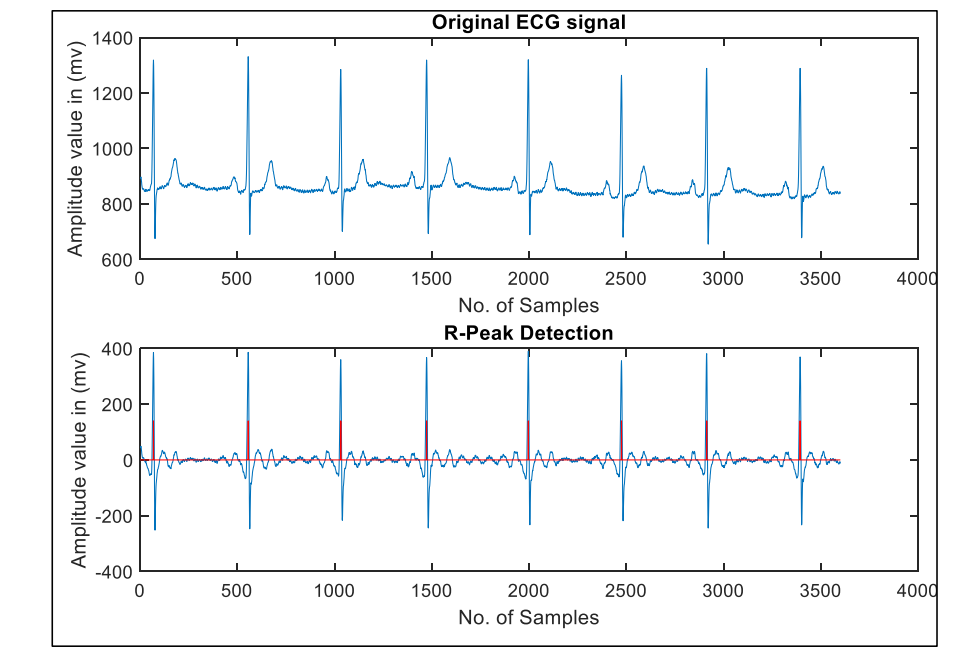 Original ECG signal
1400
1200
1000
800
600
Amplitude value in (mv)
0 500 1000 1500 2000 2500 3000 3500 4000
No. of Samples
R-Peak Detection
400
200
0
-200
-400
Amplitude value in (mv)
0 500 1000 1500 2000 2500 3000 3500 4000
No. of Samples